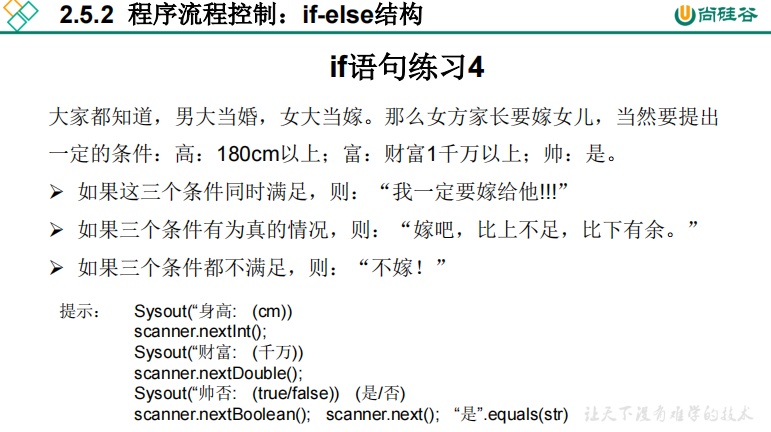 2.5.2 程序流程控制：if-else结构
尚硅谷
if语句练习4
大家都知道，男大当婚，女大当嫁。那么女方家长要嫁女儿，当然要提出
一定的条件：高：180cm以上；富：财富1千万以上；帅：是。
➢ 如果这三个条件同时满足，则：“我一定要嫁给他!!!”
➢ 如果三个条件有为真的情况，则：“嫁吧，比上不足，比下有余。”
➢ 如果三个条件都不满足，则：“不嫁！”
提示： Sysout(“身高: (cm))
scanner.nextInt();
Sysout(“财富: (千万))
scanner.nextDouble();
Sysout(“帅否: (true/false)) (是/否)
scanner.nextBoolean(); scanner.next(); “是”.equals(str)
让天下没有难学的技术